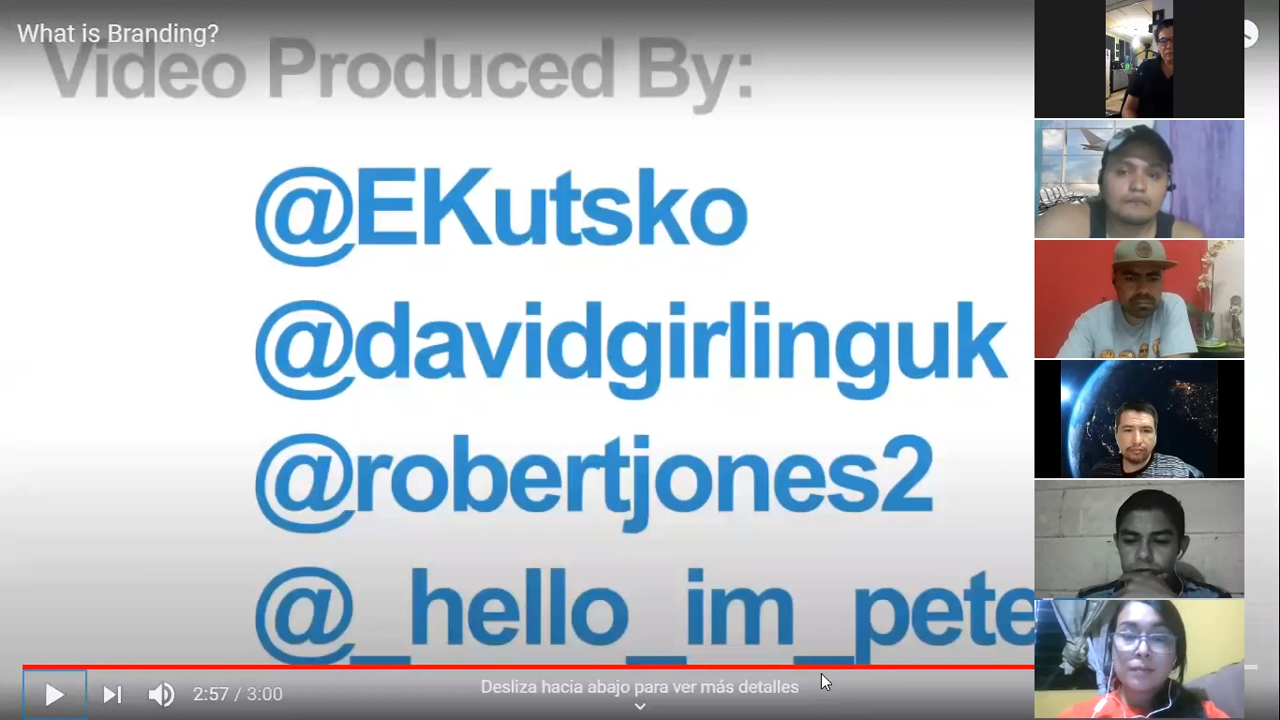 What is Branding?
Video Produced By:
@EKutsko
@davidgirlinguk
@robertjones2
@_hello_im_pete
2:57 / 3:00
Desliza hacia abajo para ver más detalles